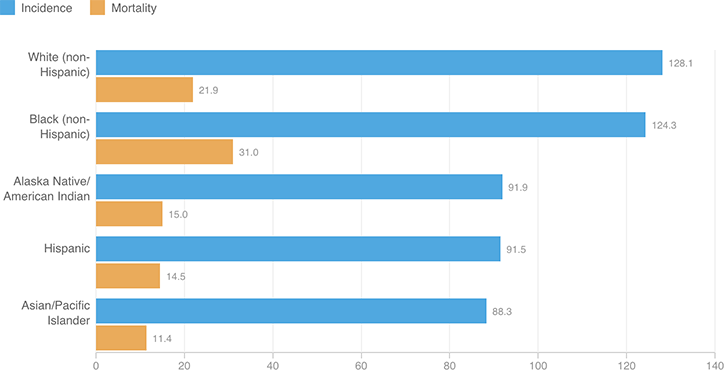 Incidence Mortality
White (non-
Hispanic)
128.1
21.9
Black (non-
Hispanic)
124.3
31.0
Alaska Native/
American Indian
91.9
15.0
Hispanic
91.5
14.5
Asian/Pacific
Islander
88.3
11.4
0 20 40 60 80 100 120 140